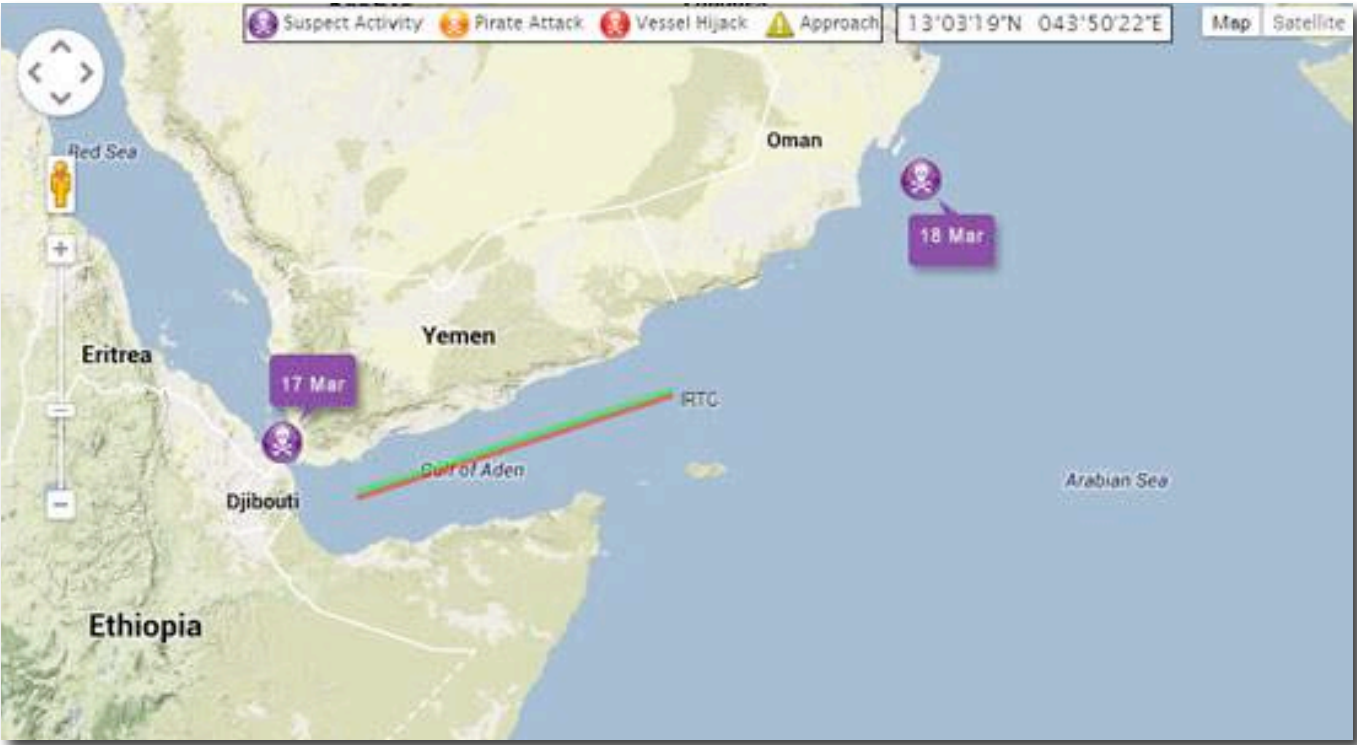 Suspect Activity Pirate Attack Vessel Hijack Approach 13°03'19"N 043°50'22"E Map Satellite
Red Sea
Oman
18 Mar
Yemen
Eritrea
17 Mar
IRTC
Gulf of Aden
Arabian Sea
Djibouti
Ethiopia